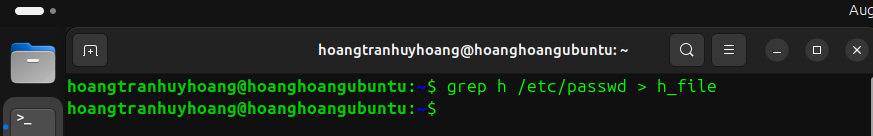 Aug
hoangtranhuyhoang@hoanghoangubuntu: ~
hoangtranhuyhoang@hoanghoangubuntu:~$ grep h /etc/passwd > h_file
hoangtranhuyhoang@hoanghoangubuntu:~$
>_